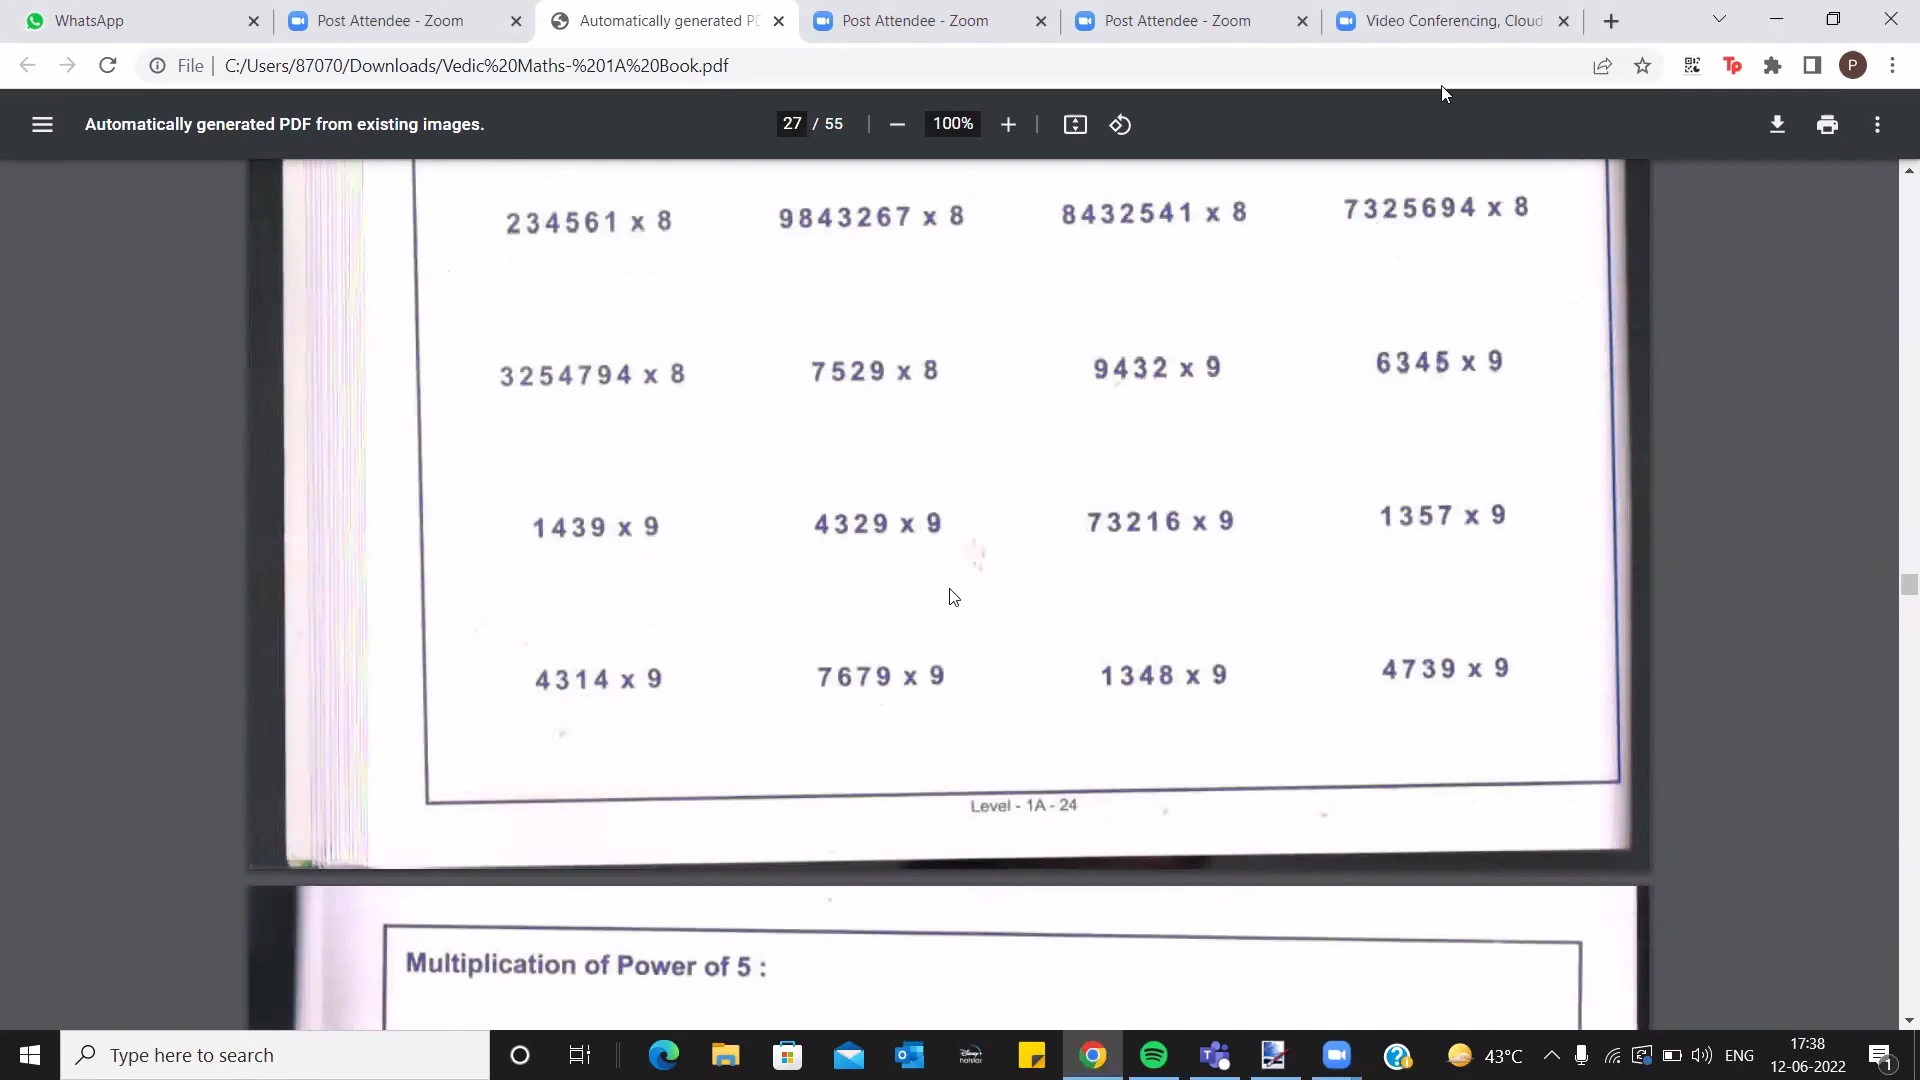 WhatsApp
Post Attendee - Zoom
Automatically generated PD
Post Attendee - Zoom
Post Attendee - Zoom
Video Conferencing, Cloud
File
C:/Users/87070/Downloads/Vedic%20Maths-%201A%20Book.pdf
Tp
P
Automatically generated PDF from existing images.
27 / 55
100%
234561 x 8 9843267 x 8 8432541 x 8 7325694 x 8
3254794 x 8 7529 x 8 9432 x 9 6345 x 9
1439 x 9 4329 x 9 73216 x 9 1357 x 9
4314 x 9 7679 x 9 1348 x 9 4739 x 9
Level - 1A - 24
Multiplication of Power of 5 :
Type here to search
43°C
ENG
17:38
12-06-2022
1